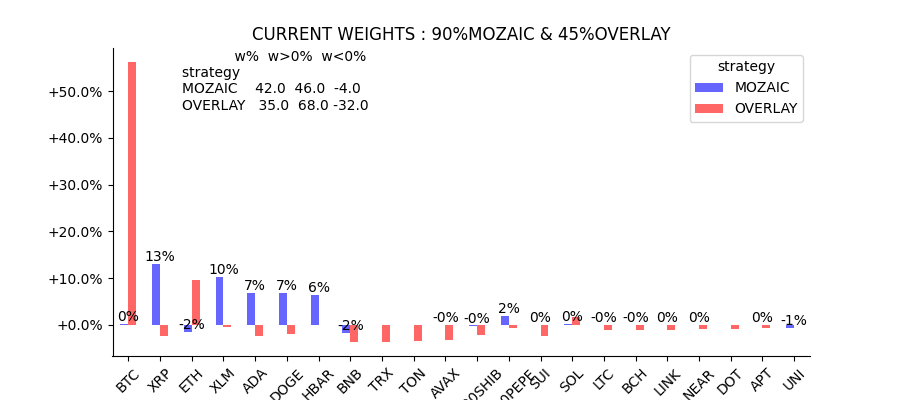 CURRENT WEIGHTS : 90%MOZAIC & 45%OVERLAY
w% w>0% w<0%
strategy
MOZAIC 42.0 46.0 -4.0
OVERLAY 35.0 68.0 -32.0
strategy
MOZAIC
OVERLAY
+50.0%
+40.0%
+30.0%
+20.0%
+10.0%
+0.0%
0% 13% -2% 10% 7% 7% 6% -2% -0% -0% 2% 0% 0% -0% -0% 0% 0% 0% -1%
BTC XRP ETH XLM ADA DOGE HBAR BNB TRX TON AVAX 0SHIB 0PEPE SUI SOL LTC BCH LINK NEAR DOT APT UNI